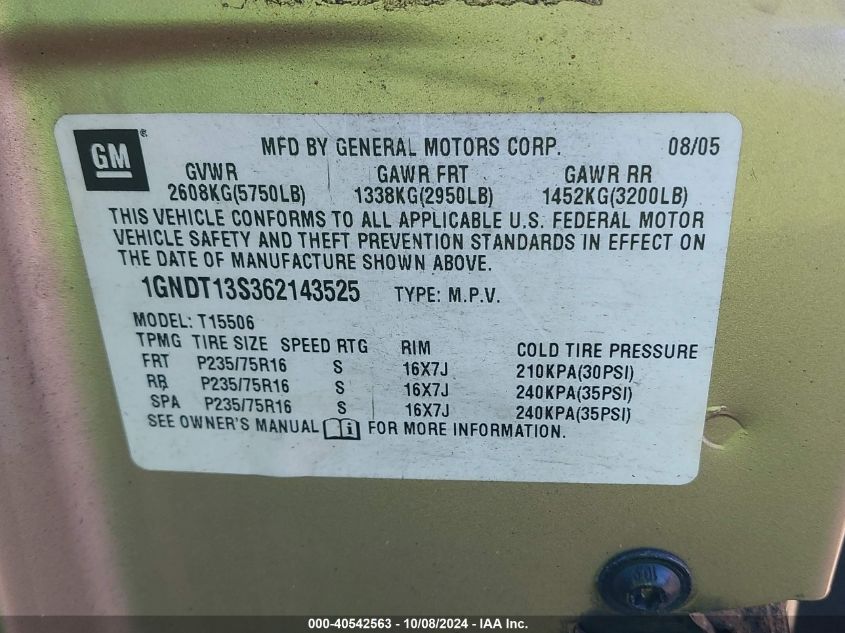 GM ® MFD BY GENERAL MOTORS CORP. 08/05
GVWR GAWR FRT GAWR RR
2608KG(5750LB) 1338KG(2950LB) 1452KG(3200LB)
THIS VEHICLE CONFORMS TO ALL APPLICABLE U.S. FEDERAL MOTOR
VEHICLE SAFETY AND THEFT PREVENTION STANDARDS IN EFFECT ON
THE DATE OF MANUFACTURE SHOWN ABOVE.
1GNDT13S362143525 TYPE: M.P.V.
MODEL: T15506
TPMG TIRE SIZE SPEED RTG RIM COLD TIRE PRESSURE
FRT P235/75R16 S 16X7J 210KPA(30PSI)
RR P235/75R16 S 16X7J 240KPA(35PSI)
SPA P235/75R16 S 16X7J 240KPA(35PSI)
SEE OWNER'S MANUAL i FOR MORE INFORMATION.
000-40542563 - 10/08/2024 - IAA Inc.